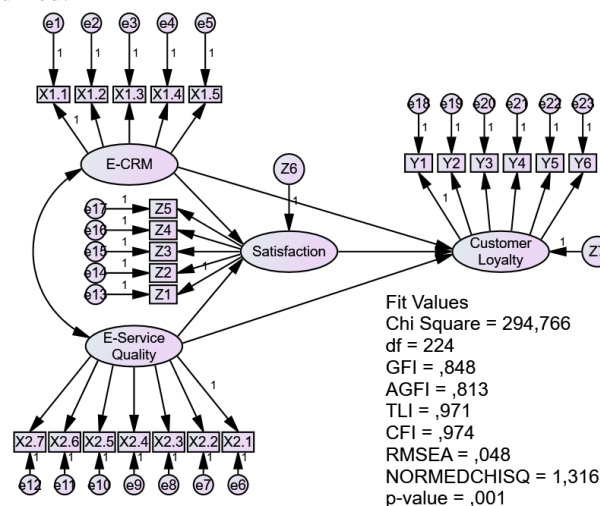 e1 e2 e3 e4 e5
1 1 1 1 1
X1.1 X1.2 X1.3 X1.4 X1.5
1
E-CRM
e18 e19 e20 e21 e22 e23
1 1 1 1 1 1
Y1 Y2 Y3 Y4 Y5 Y6
1
Z6
1
e17 1 Z5
e16 1 Z4
e15 1 Z3
e14 1 Z2
e13 1 Z1
1
Satisfaction
Customer
Loyalty
1
E-Service
Quality
1
X2.7 X2.6 X2.5 X2.4 X2.3 X2.2 X2.1
1 1 1 1 1 1 1
e12 e11 e10 e9 e8 e7 e6
Fit Values
Chi Square = 294,766
df = 224
GFI = ,848
AGFI = ,813
TLI = ,971
CFI = ,974
RMSEA = ,048
NORMEDCHISQ = 1,316
p-value = ,001